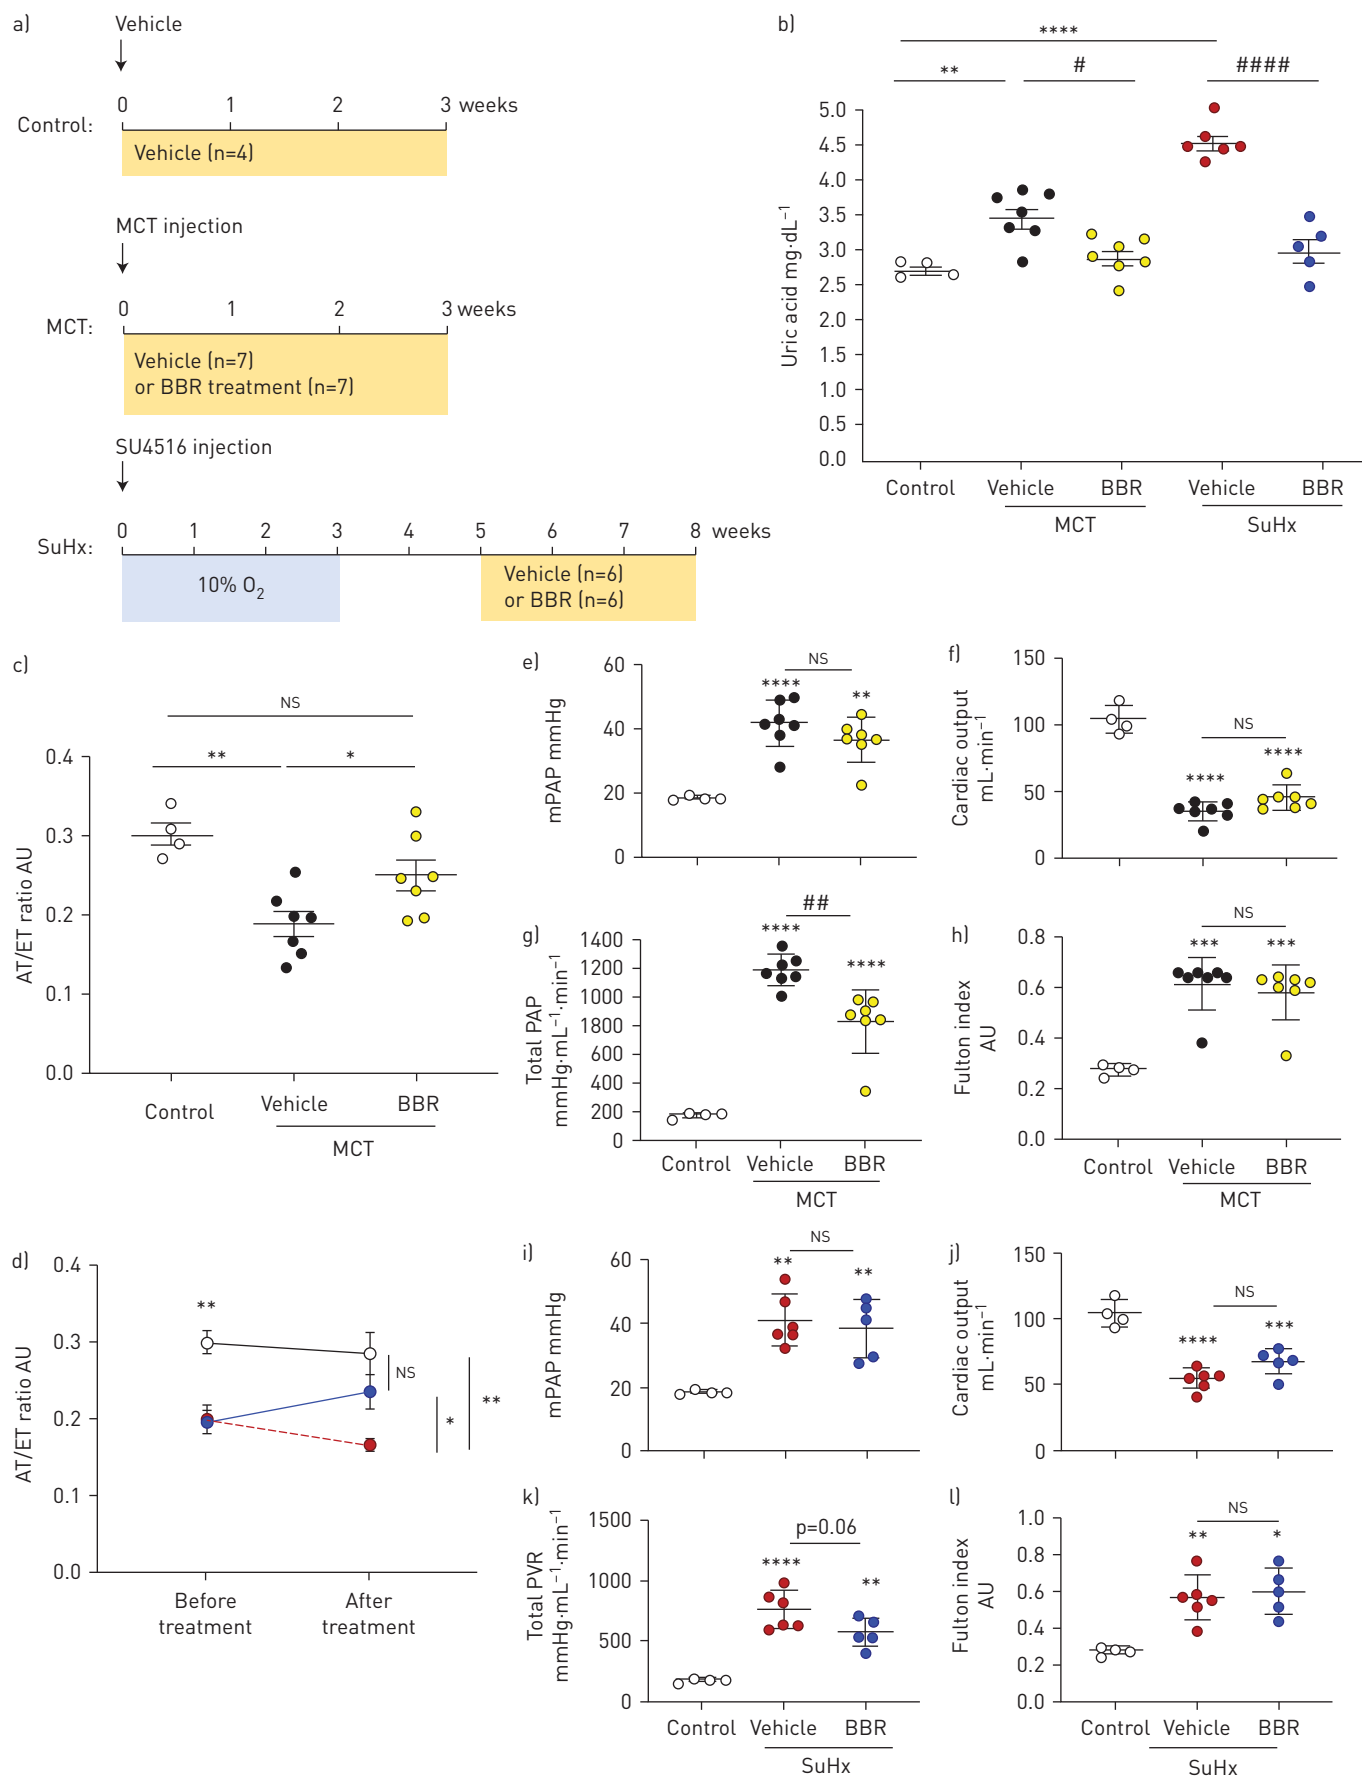 a)
Vehicle
0 1 2 3 weeks
Control:
Vehicle (n=4)
MCT injection
0 1 2 3 weeks
MCT:
Vehicle (n=7)
or BBR treatment (n=7)
SU4516 injection
0 1 2 3 4 5 6 7 8 weeks
SuHx:
10% O2
Vehicle (n=6)
or BBR (n=6)
b)
****
** # ####
Uric acid mg·dL−1
5.0
4.5
4.0
3.5
3.0
2.5
2.0
1.5
1.0
0.5
0.0
Control Vehicle BBR Vehicle BBR
MCT SuHx
c)
NS
** *
AT/ET ratio AU
0.4
0.3
0.2
0.1
0.0
Control Vehicle BBR
MCT
d)
AT/ET ratio AU
0.4
0.3
0.2
0.1
0.0
**
NS
*
**
Before
treatment
After
treatment
e)
mPAP mmHg
60
40
20
0
NS
**** **
f)
Cardiac output
mL·min−1
150
100
50
0
NS
**** ****
g)
Total PAP
mmHg·mL−1·min−1
1400
1200
1000
1800
600
400
200
0
##
**** ****
Control Vehicle BBR
MCT
h)
Fulton index
AU
0.8
0.6
0.4
0.2
0.0
NS
*** ***
Control Vehicle BBR
MCT
i)
mPAP mmHg
60
40
20
0
NS
** **
j)
Cardiac output
mL·min−1
150
100
50
0
NS
**** ***
k)
Total PVR
mmHg·mL−1·min−1
1500
1000
500
0
p=0.06
**** **
Control Vehicle BBR
SuHx
l)
Fulton index
AU
1.0
0.8
0.6
0.4
0.2
0.0
NS
** *
Control Vehicle BBR
SuHx